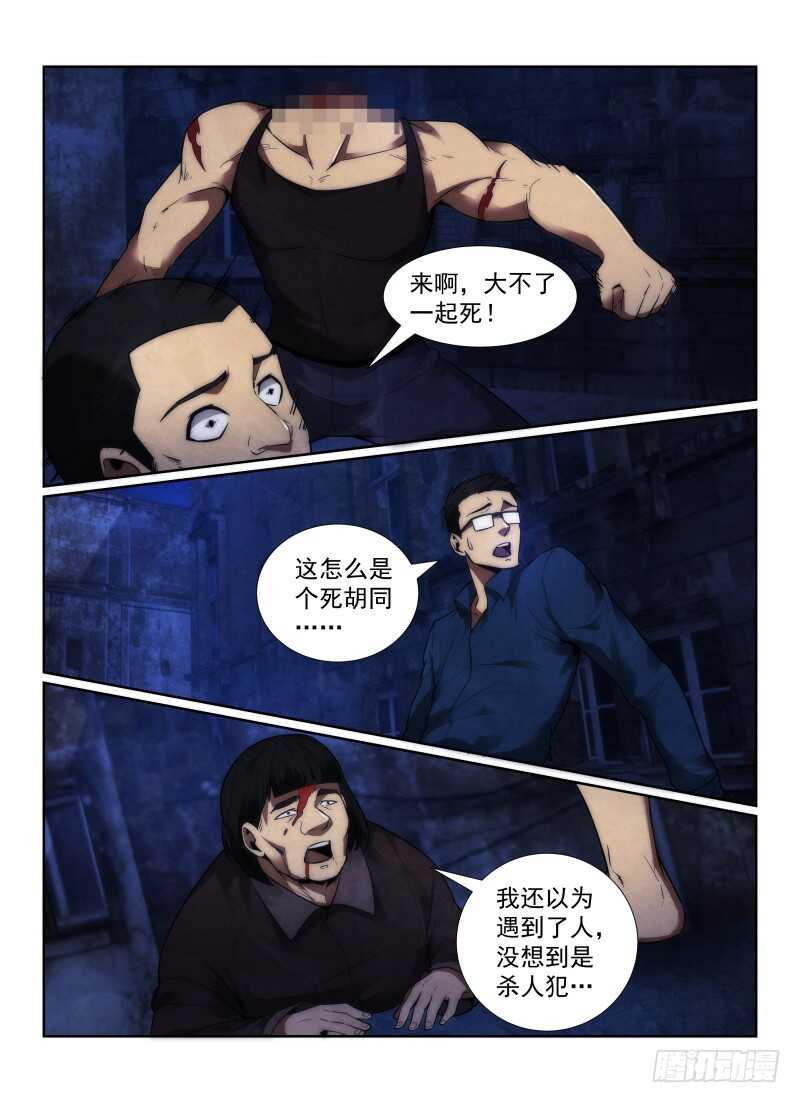 来啊，大不了
一起死！
这怎么是
个死胡同
……
我还以为
遇到了人，
没想到是
杀人犯…
腾讯动漫